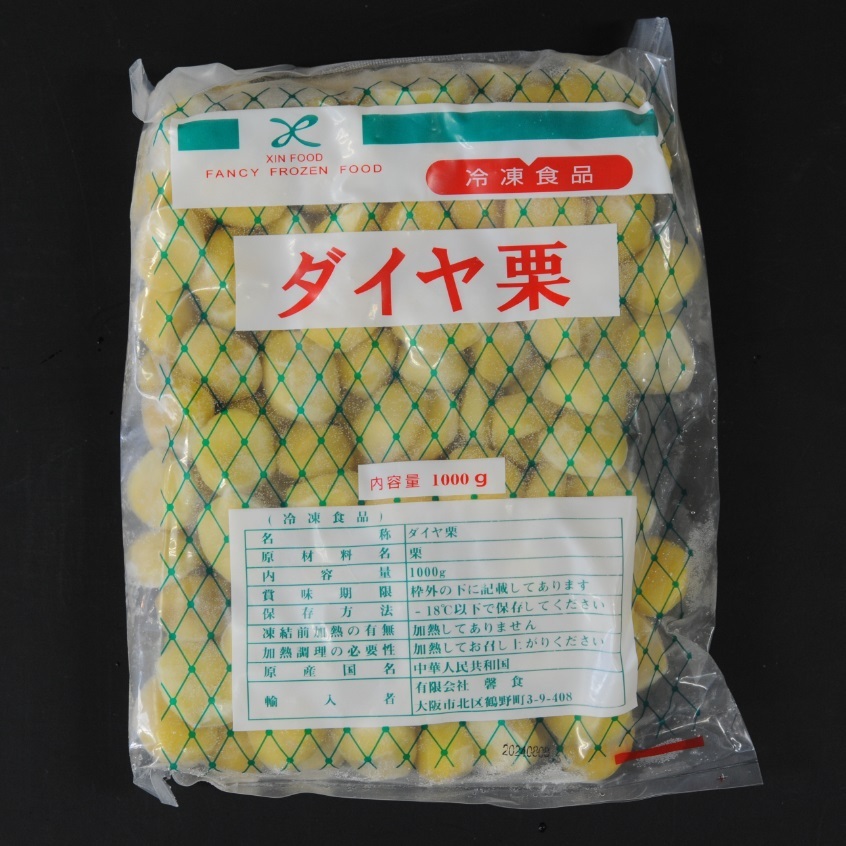 XIN FOOD
FANCY FROZEN FOOD
冷凍食品
ダイヤ栗
内容量 1000g
(冷凍食品)
名称 ダイヤ栗
原材料名 栗
内容量 1000g
賞味期限 枠外の下に記載してあります
保存方法 -18℃以下で保存してください
凍結前加熱の有無 加熱してありません
加熱調理の必要性 加熱してお召し上がりください
原産国名 中華人民共和国
輸入者 有限会社 馨食
大阪市北区鶴野町3-9-408